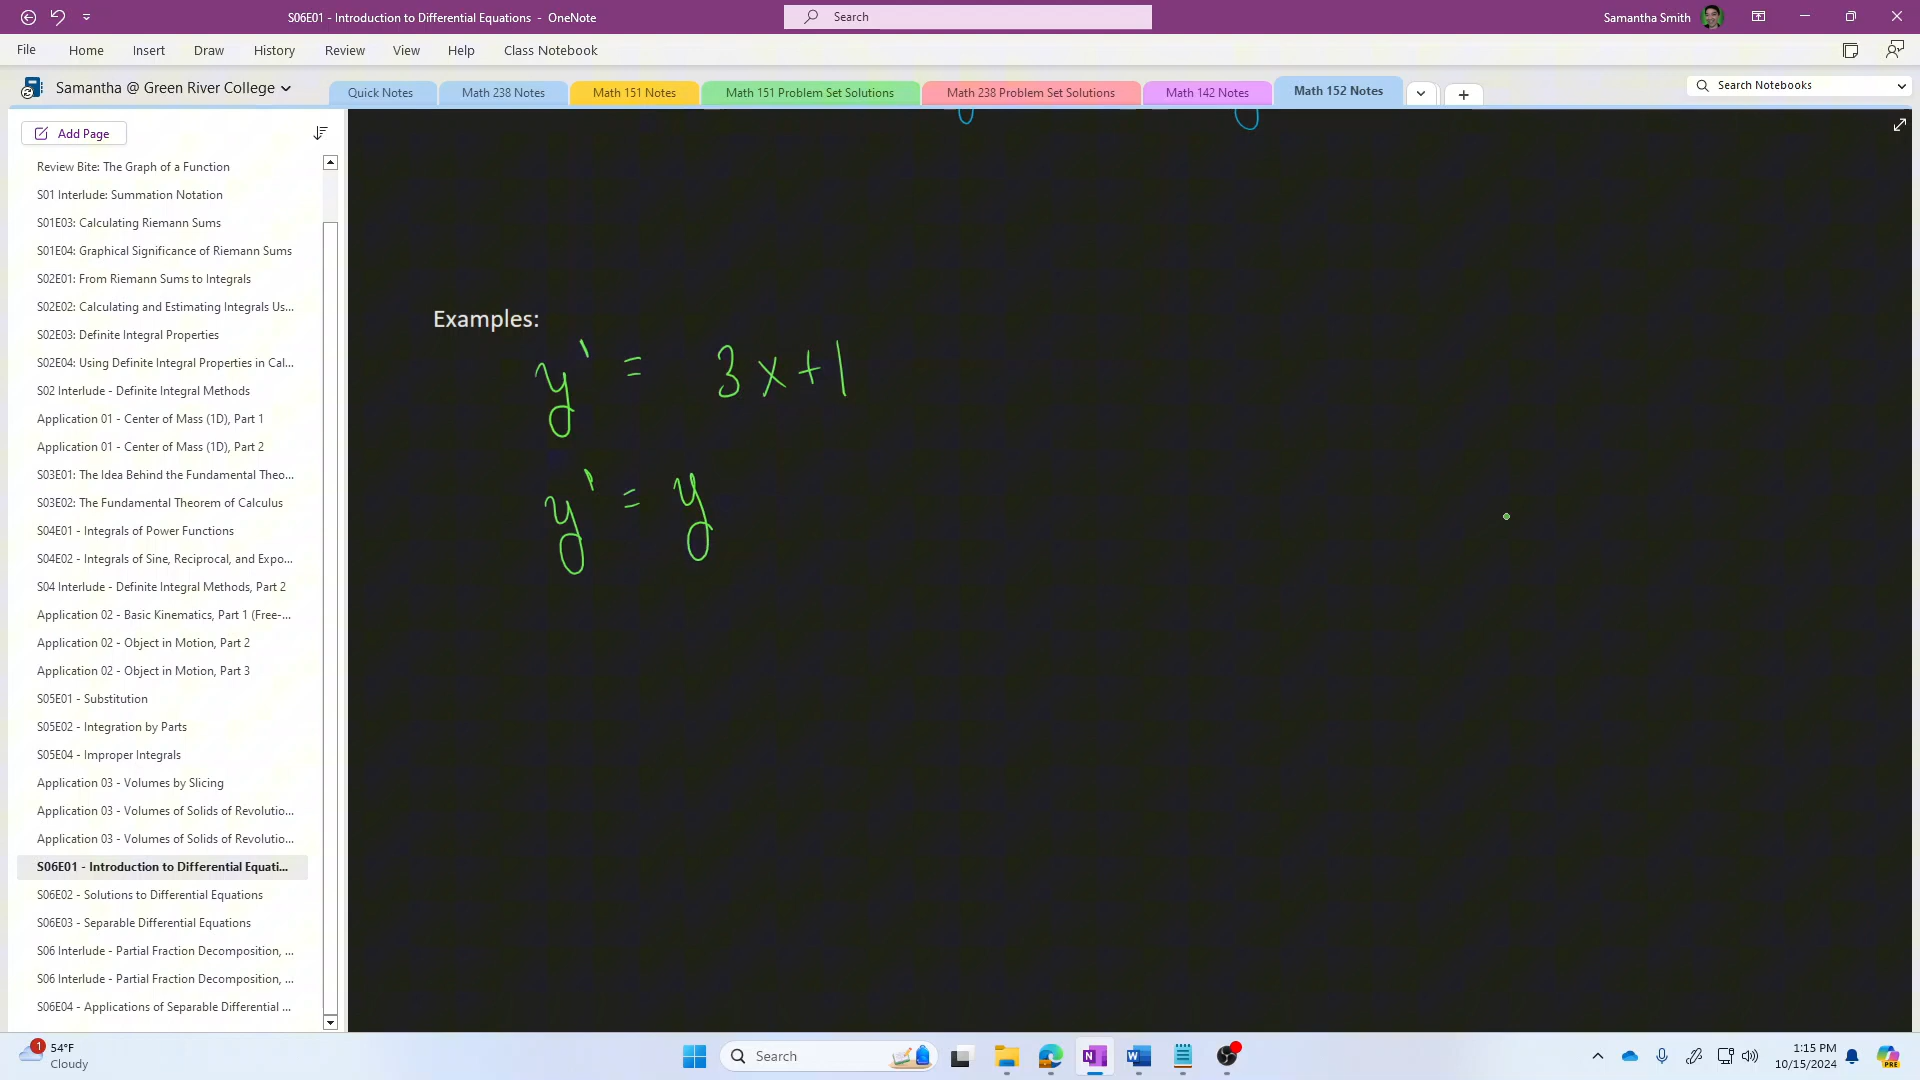 S06E01 - Introduction to Differential Equations - OneNote
Search
Samantha Smith
File Home Insert Draw History Review View Help Class Notebook
Samantha @ Green River College
Quick Notes Math 238 Notes Math 151 Notes Math 151 Problem Set Solutions Math 238 Problem Set Solutions Math 142 Notes Math 152 Notes
Search Notebooks
Add Page
Review Bite: The Graph of a Function
S01 Interlude: Summation Notation
S01E03: Calculating Riemann Sums
S01E04: Graphical Significance of Riemann Sums
S02E01: From Riemann Sums to Integrals
S02E02: Calculating and Estimating Integrals Us...
S02E03: Definite Integral Properties
S02E04: Using Definite Integral Properties in Cal...
S02 Interlude - Definite Integral Methods
Application 01 - Center of Mass (1D), Part 1
Application 01 - Center of Mass (1D), Part 2
S03E01: The Idea Behind the Fundamental Theo...
S03E02: The Fundamental Theorem of Calculus
S04E01 - Integrals of Power Functions
S04E02 - Integrals of Sine, Reciprocal, and Expo...
S04 Interlude - Definite Integral Methods, Part 2
Application 02 - Basic Kinematics, Part 1 (Free-...
Application 02 - Object in Motion, Part 2
Application 02 - Object in Motion, Part 3
S05E01 - Substitution
S05E02 - Integration by Parts
S05E04 - Improper Integrals
Application 03 - Volumes by Slicing
Application 03 - Volumes of Solids of Revolutio...
Application 03 - Volumes of Solids of Revolutio...
S06E01 - Introduction to Differential Equati...
S06E02 - Solutions to Differential Equations
S06E03 - Separable Differential Equations
S06 Interlude - Partial Fraction Decomposition, ...
S06 Interlude - Partial Fraction Decomposition, ...
S06E04 - Applications of Separable Differential ...
Examples:
y' = 3x+1
y' = y
1
54°F
Cloudy
Search
1:15 PM
10/15/2024
PRE